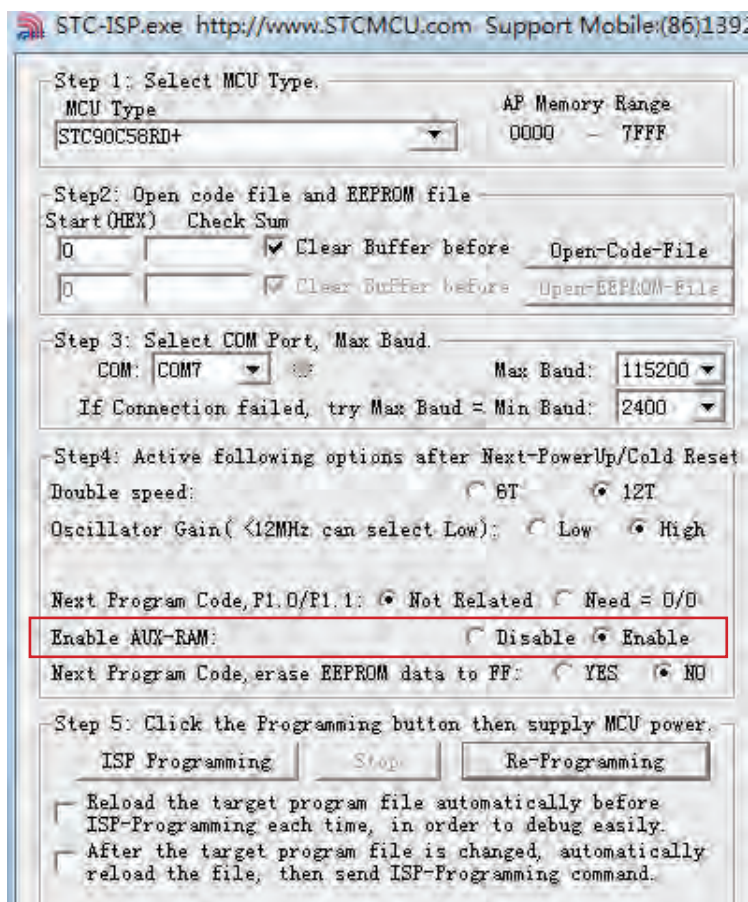 STC-ISP.exe http://www.STCMCU.com Support Mobile:(86)1392
Step 1: Select MCU Type.
MCU Type AP Memory Range
STC90C58RD+ 0000 - 7FFF
Step2: Open code file and EEPROM file
Start(HEX) Check Sum
0 Clear Buffer before Open-Code-File
0 Clear Buffer before Open-EEPROM-File
Step 3: Select COM Port, Max Baud.
COM: COM7 Max Baud: 115200
If Connection failed, try Max Baud = Min Baud: 2400
Step4: Active following options after Next-PowerUp/Cold Reset
Double speed: 6T 12T
Oscillator Gain( <12MHz can select Low): Low High
Next Program Code,P1.0/P1.1: Not Related Need = 0/0
Enable AUX-RAM: Disable Enable
Next Program Code,erase EEPROM data to FF: YES NO
Step 5: Click the Programming button then supply MCU power.
ISP Programming Stop Re-Programming
Reload the target program file automatically before
ISP-Programming each time, in order to debug easily.
After the target program file is changed, automatically
reload the file, then send ISP-Programming command.